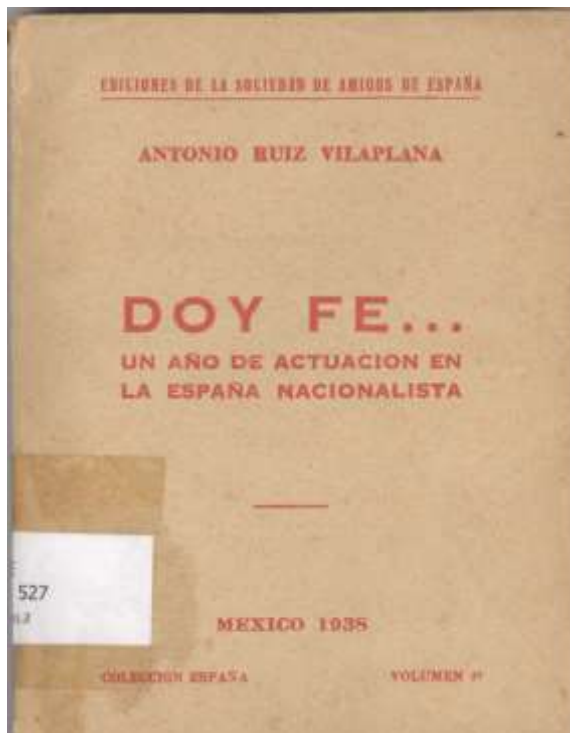 EDICIONES DE LA SOCIEDAD DE AMIGOS DE ESPAÑA
ANTONIO RUIZ VILAPLANA
DOY FE...
UN AÑO DE ACTUACION EN
LA ESPAÑA NACIONALISTA
527
MEXICO 1938
COLECCION ESPAÑA
VOLUMEN